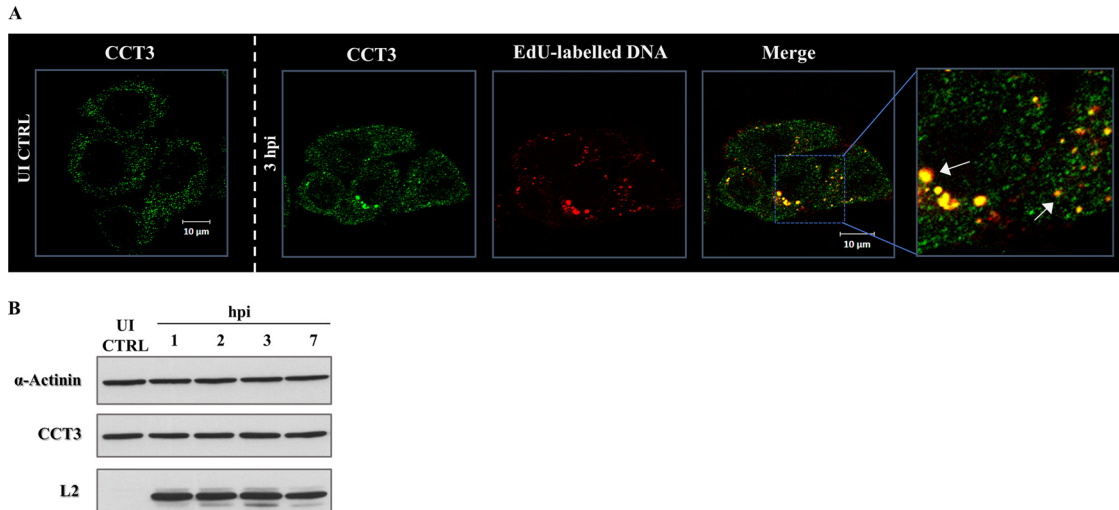 A
CCT3
CCT3 EdU-labelled DNA Merge
UI CTRL
3 hpi
10 μm
10 μm
B
UI
CTRL
hpi
1 2 3 7
α-Actinin
CCT3
L2